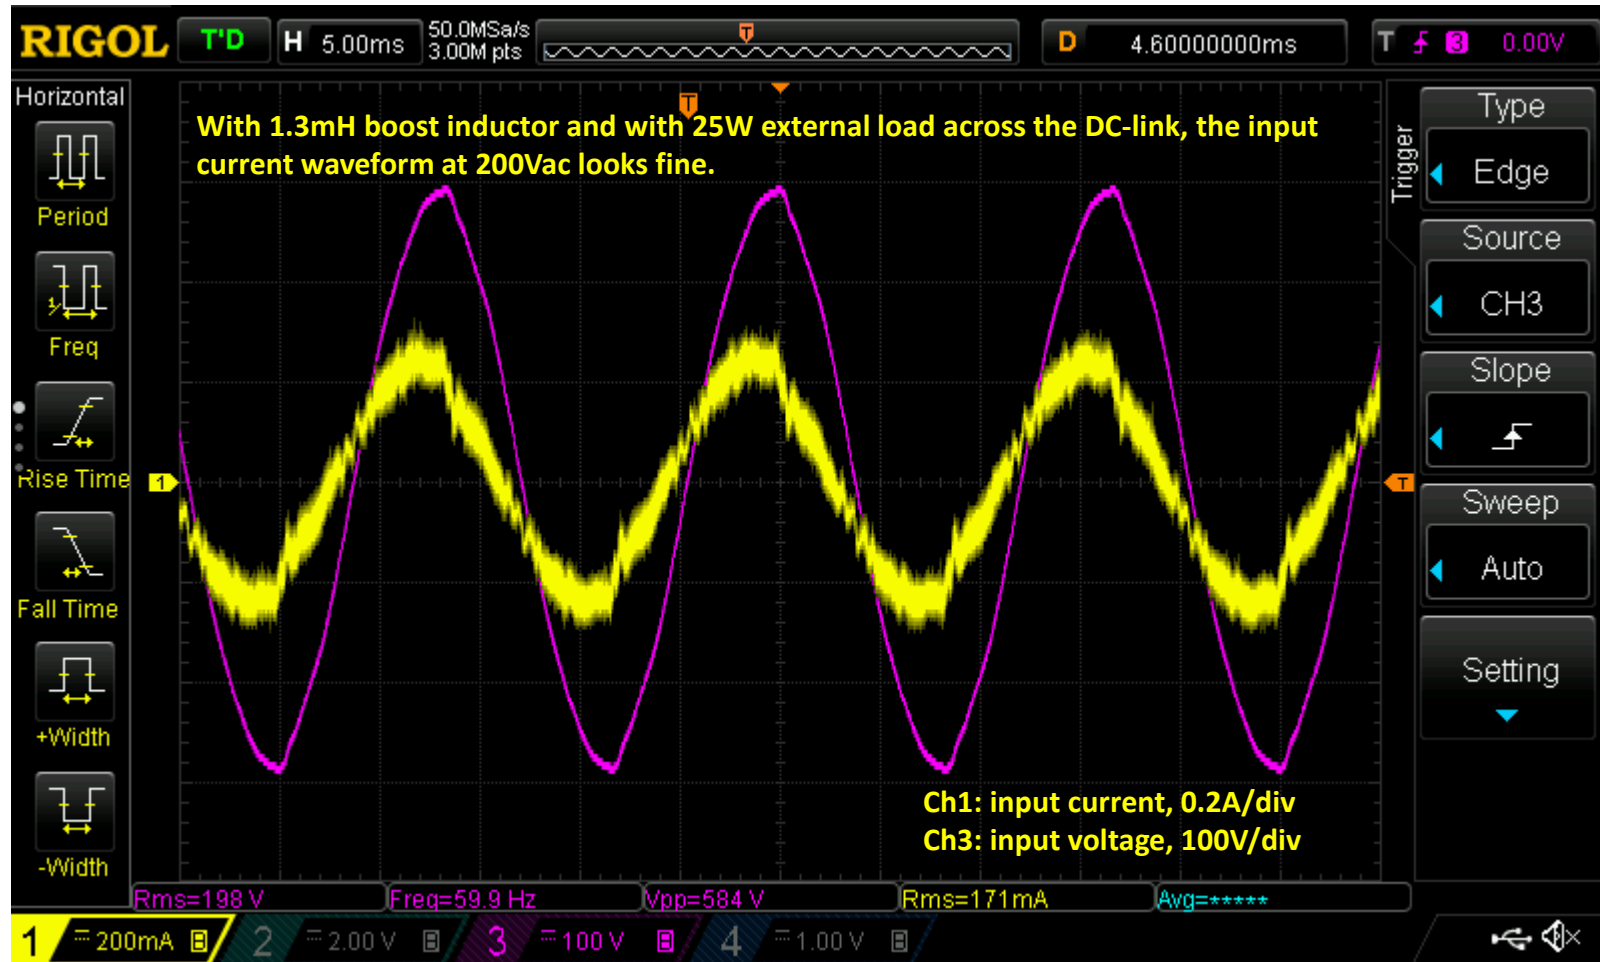 RIGOL T'D H 5.00ms 50.0MSa/s 3.00M pts T D 4.60000000ms T 3 0.00V
Horizontal
Period
Freq
Rise Time
Fall Time
+Width
-Width
T
With 1.3mH boost inductor and with 25W external load across the DC-link, the input
current waveform at 200Vac looks fine.
1
T
Ch1: input current, 0.2A/div
Ch3: input voltage, 100V/div
Trigger
Type
Edge
Source
CH3
Slope
Sweep
Auto
Setting
Rms=198 V Freq=59.9 Hz Vpp=584 V Rms=171mA Avg=*****
1 200mA B 2 2.00 V B 3 100 V B 4 1.00 V B